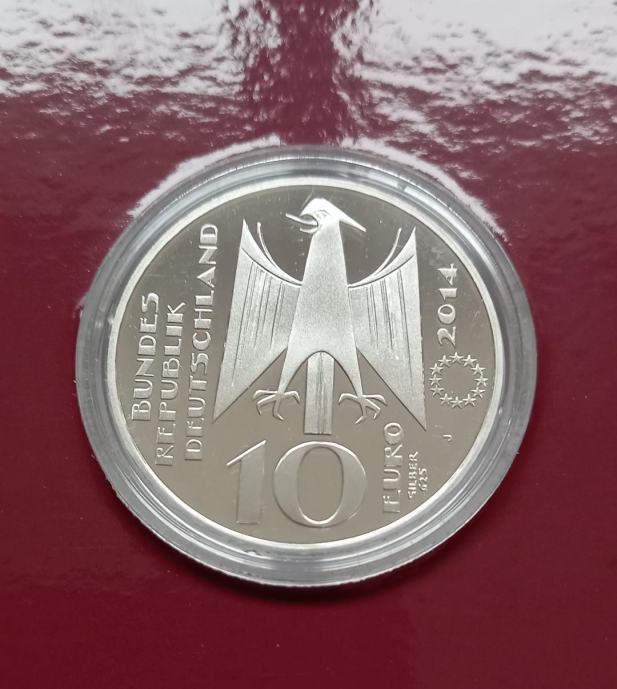 BUNDES
REPUBLIK
DEUTSCHLAND
2014
J
10
EURO
SILBER
625